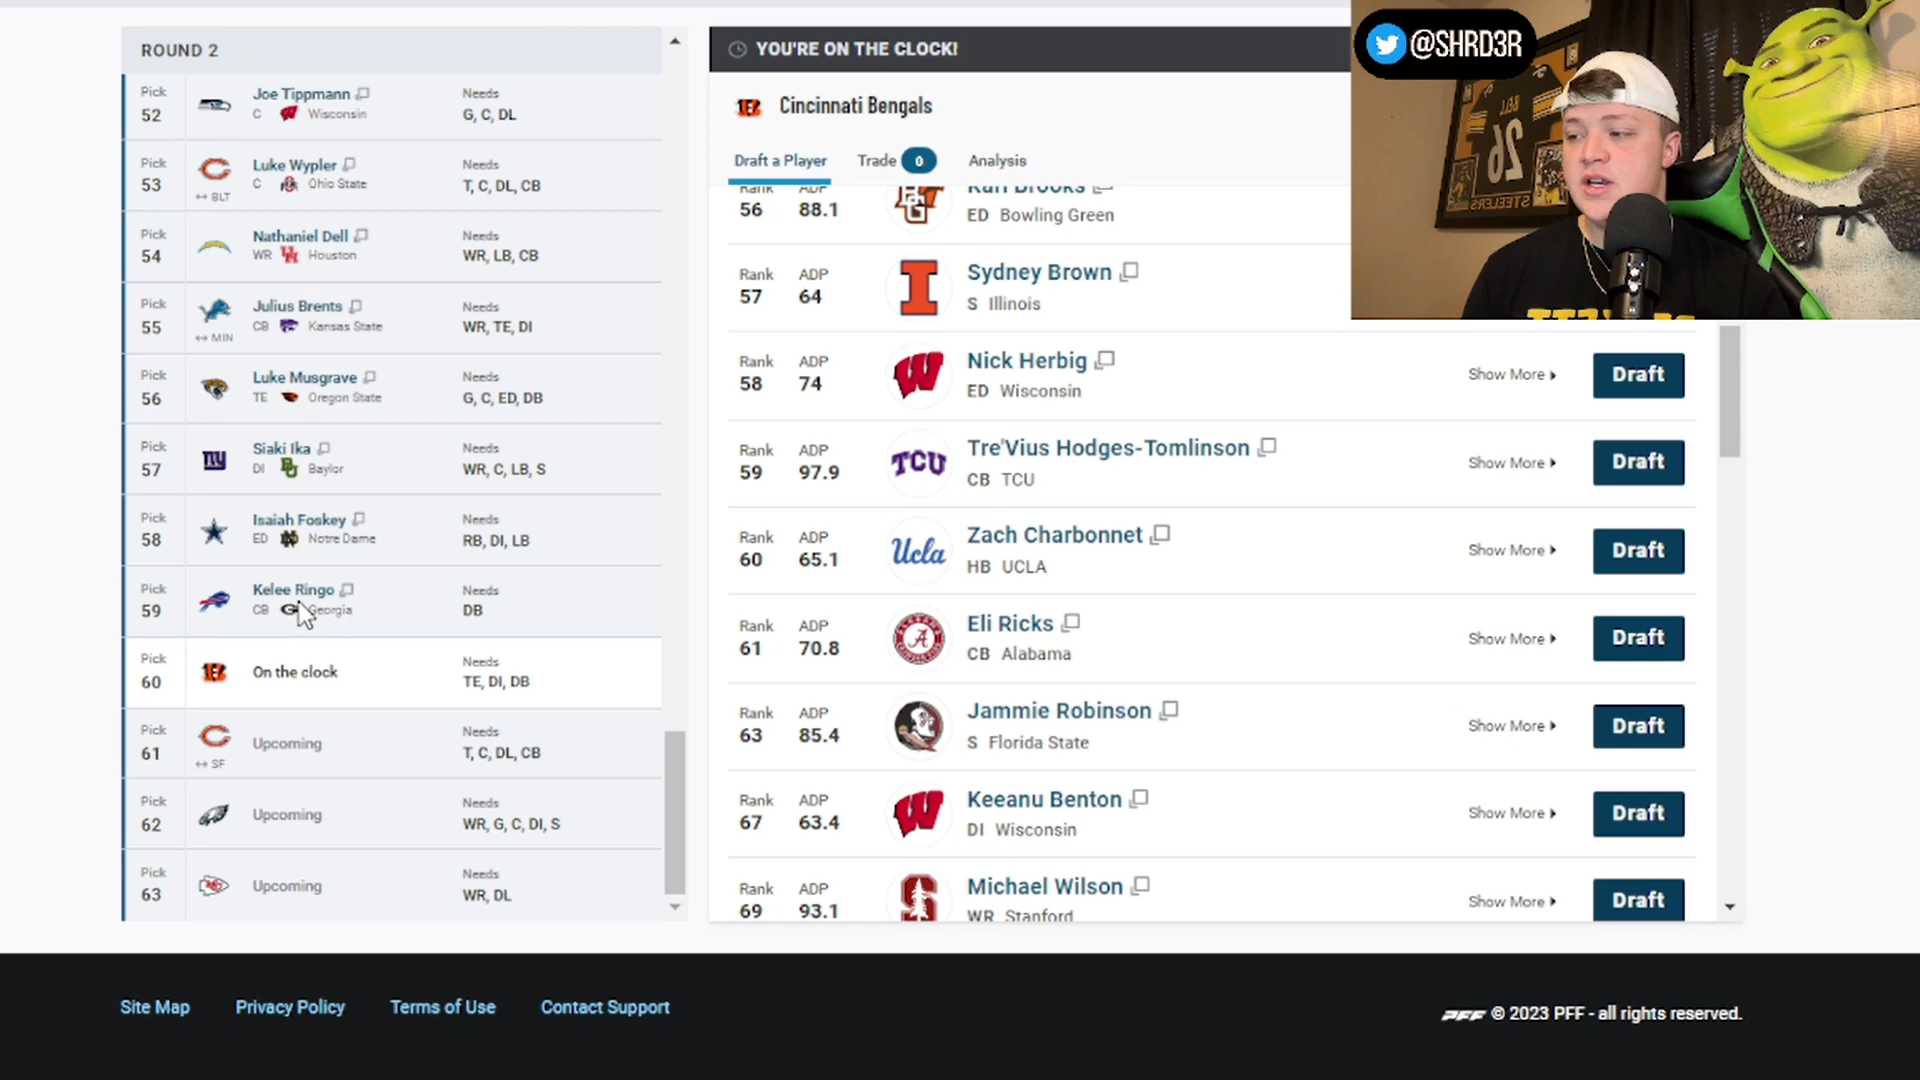 ROUND 2
Pick 52 Joe Tippmann C Wisconsin Needs G, C, DL
Pick 53 ↔ BLT Luke Wypler C Ohio State Needs T, C, DL, CB
Pick 54 Nathaniel Dell WR Houston Needs WR, LB, CB
Pick 55 ↔ MIN Julius Brents CB Kansas State Needs WR, TE, DI
Pick 56 Luke Musgrave TE Oregon State Needs G, C, ED, DB
Pick 57 ny Siaki Ika DI Baylor Needs WR, C, LB, S
Pick 58 Isaiah Foskey ED Notre Dame Needs RB, DI, LB
Pick 59 Kelee Ringo CB Georgia Needs DB
Pick 60 On the clock Needs TE, DI, DB
Pick 61 ↔ SF Upcoming Needs T, C, DL, CB
Pick 62 Upcoming Needs WR, G, C, DI, S
Pick 63 Upcoming Needs WR, DL
YOU'RE ON THE CLOCK!
Cincinnati Bengals
Draft a Player Trade 0 Analysis
Rank 56 ADP 88.1 Karl Brooks ED Bowling Green
Rank 57 ADP 64 Sydney Brown S Illinois
Rank 58 ADP 74 Nick Herbig ED Wisconsin Show More Draft
Rank 59 ADP 97.9 TCU Tre'Vius Hodges-Tomlinson CB TCU Show More Draft
Rank 60 ADP 65.1 Ucla Zach Charbonnet HB UCLA Show More Draft
Rank 61 ADP 70.8 Eli Ricks CB Alabama Show More Draft
Rank 63 ADP 85.4 Jammie Robinson S Florida State Show More Draft
Rank 67 ADP 63.4 Keeanu Benton DI Wisconsin Show More Draft
Rank 69 ADP 93.1 Michael Wilson WR Stanford Show More Draft
@SHRD3R
BELL
26
STEELERS
Site Map Privacy Policy Terms of Use Contact Support
PFF © 2023 PFF - all rights reserved.